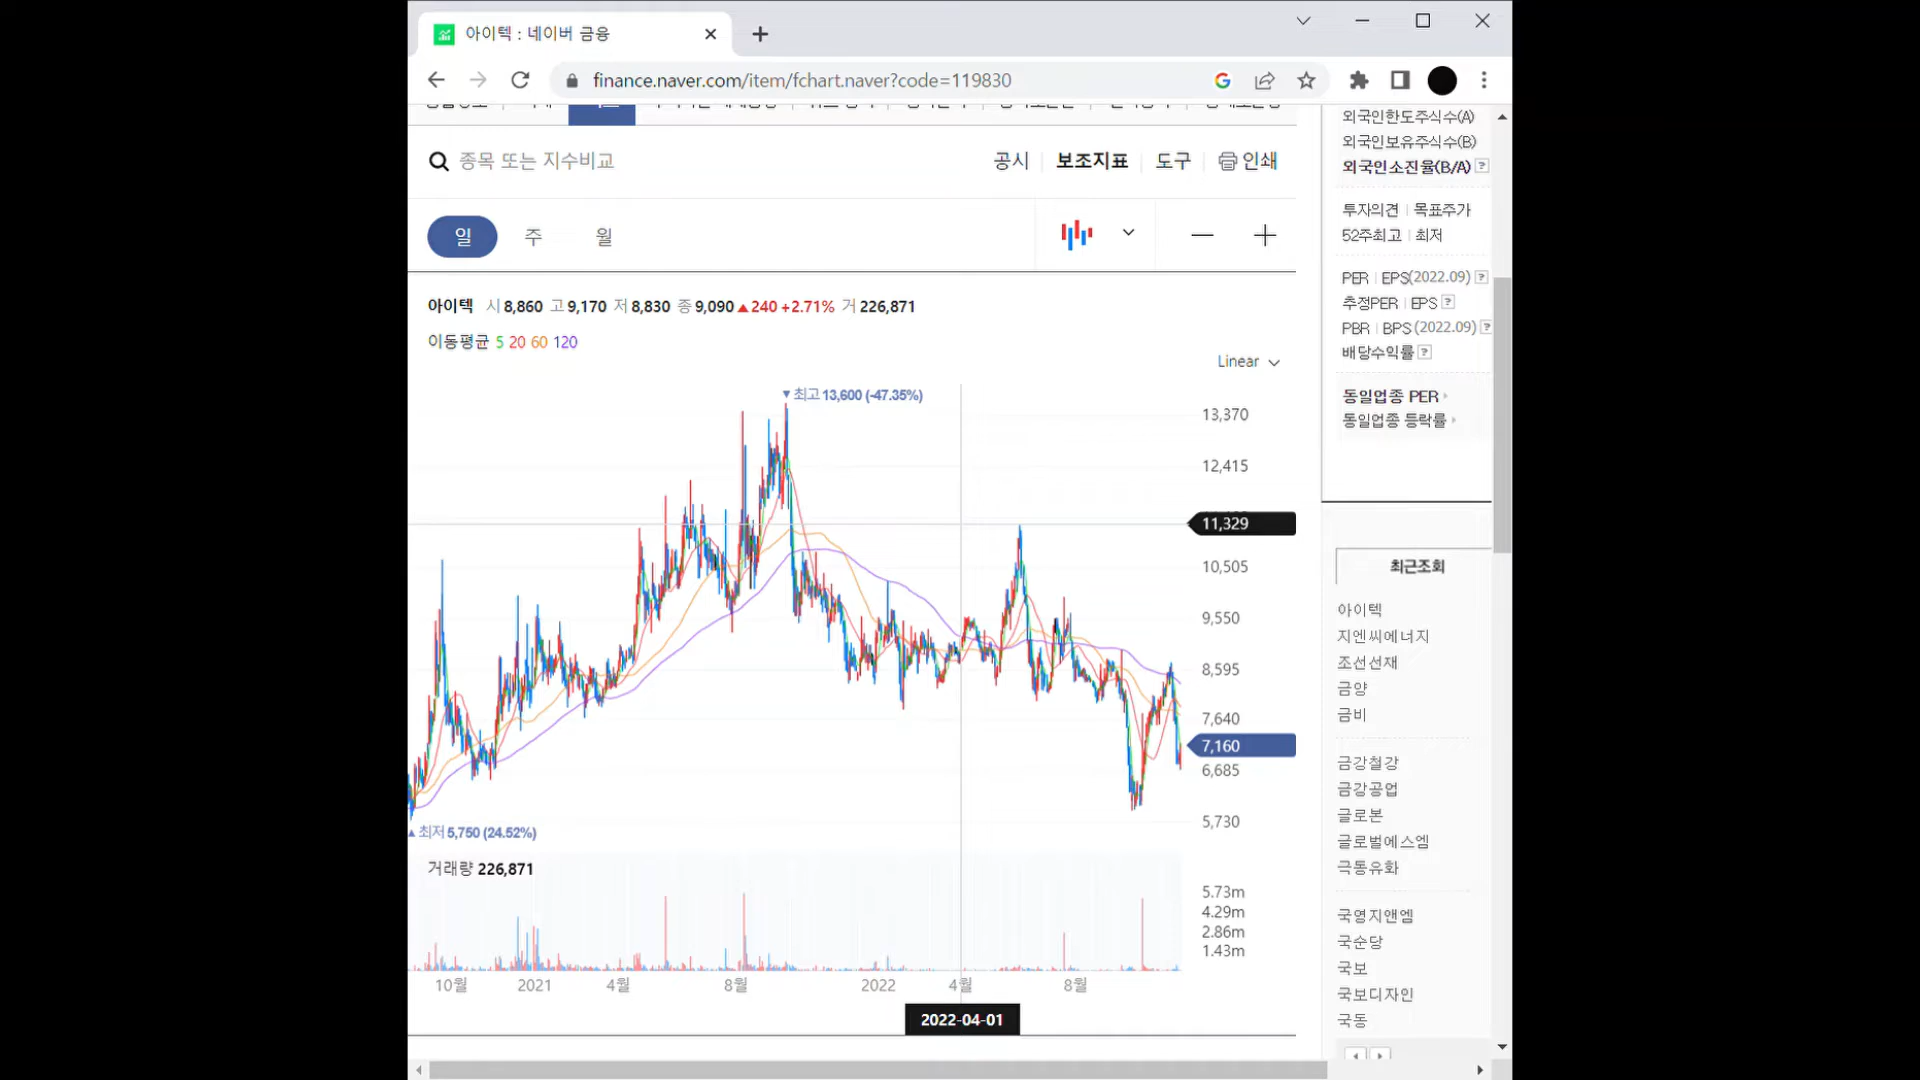 아이텍 : 네이버 금융
finance.naver.com/item/fchart.naver?code=119830
종목 또는 지수비교
공시 보조지표 도구 인쇄
일 주 월
아이텍 시 8,860 고 9,170 저 8,830 종 9,090 ▲240 +2.71% 거 226,871
이동평균 5 20 60 120
Linear
▼최고 13,600 (-47.35%)
13,370
12,415
11,329
10,505
9,550
8,595
7,640
7,160
6,685
5,730
▲최저 5,750 (24.52%)
거래량 226,871
5.73m
4.29m
2.86m
1.43m
10월 2021 4월 8월 2022 4월 8월
2022-04-01
외국인한도주식수(A)
외국인보유주식수(B)
외국인소진율(B/A) ?
투자의견 | 목표주가
52주최고 | 최저
PER | EPS(2022.09) ?
추정PER | EPS ?
PBR | BPS (2022.09) ?
배당수익률 ?
동일업종 PER
동일업종 등락률
최근조회
아이텍
지엔씨에너지
조선선재
금양
금비
금강철강
금강공업
글로본
글로벌에스엠
극동유화
국영지앤엠
국순당
국보
국보디자인
국동